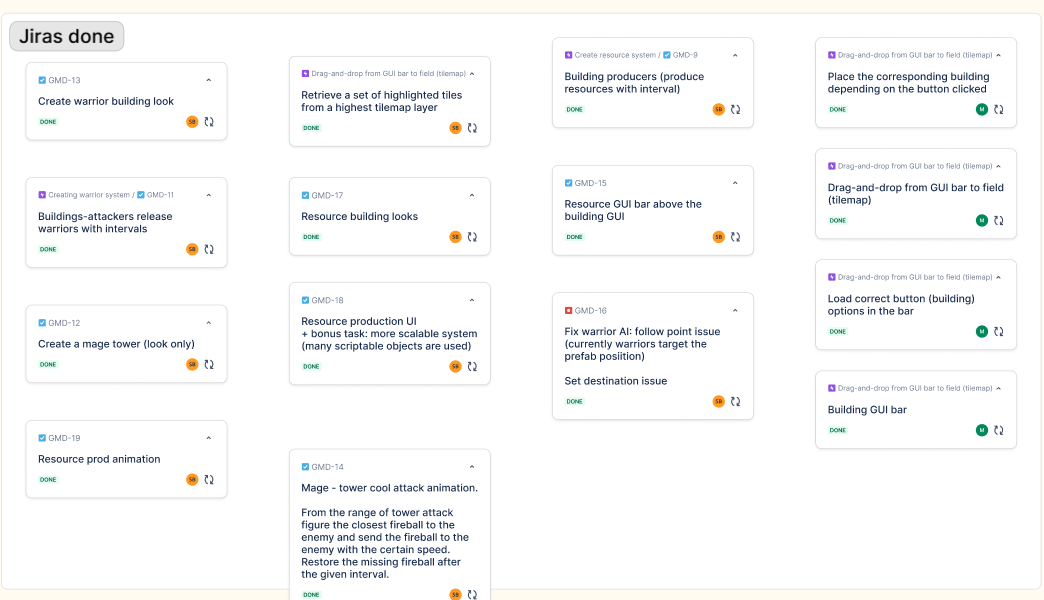 Jiras done
GMD-13
Create warrior building look
DONE
SB
Creating warrior system / GMD-11
Buildings-attackers release
warriors with intervals
DONE
SB
GMD-12
Create a mage tower (look only)
DONE
SB
GMD-19
Resource prod animation
DONE
SB
Drag-and-drop from GUI bar to field (tilemap)
Retrieve a set of highlighted tiles
from a highest tilemap layer
DONE
SB
GMD-17
Resource building looks
DONE
SB
GMD-18
Resource production UI
+ bonus task: more scalable system
(many scriptable objects are used)
DONE
SB
GMD-14
Mage - tower cool attack animation.
From the range of tower attack
figure the closest fireball to the
enemy and send the fireball to the
enemy with the certain speed.
Restore the missing fireball after
the given interval.
DONE
SB
Create resource system / GMD-9
Building producers (produce
resources with interval)
DONE
SB
GMD-15
Resource GUI bar above the
building GUI
DONE
SB
GMD-16
Fix warrior AI: follow point issue
(currently warriors target the
prefab posiition)
Set destination issue
DONE
SB
Drag-and-drop from GUI bar to field (tilemap)
Place the corresponding building
depending on the button clicked
DONE
M
Drag-and-drop from GUI bar to field (tilemap)
Drag-and-drop from GUI bar to field
(tilemap)
DONE
M
Drag-and-drop from GUI bar to field (tilemap)
Load correct button (building)
options in the bar
DONE
M
Drag-and-drop from GUI bar to field (tilemap)
Building GUI bar
DONE
M